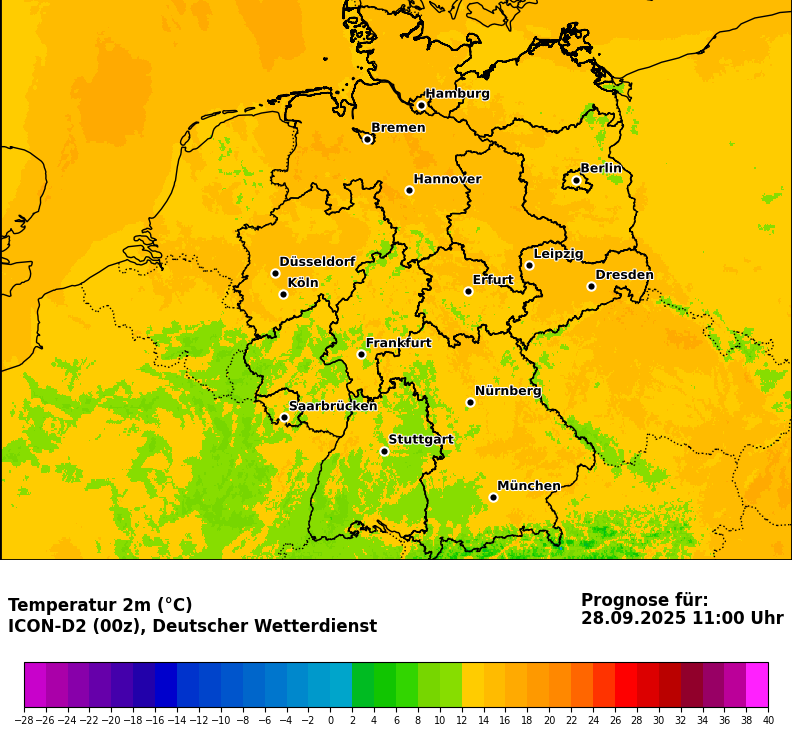 Hamburg
Bremen
Berlin
Hannover
Leipzig
Düsseldorf
Dresden
Köln
Erfurt
Frankfurt
Nürnberg
Saarbrücken
Stuttgart
München
Temperatur 2m (°C)
ICON-D2 (00z), Deutscher Wetterdienst
Prognose für:
28.09.2025 11:00 Uhr
−28 −26 −24 −22 −20 −18 −16 −14 −12 −10 −8 −6 −4 −2 0 2 4 6 8 10 12 14 16 18 20 22 24 26 28 30 32 34 36 38 40